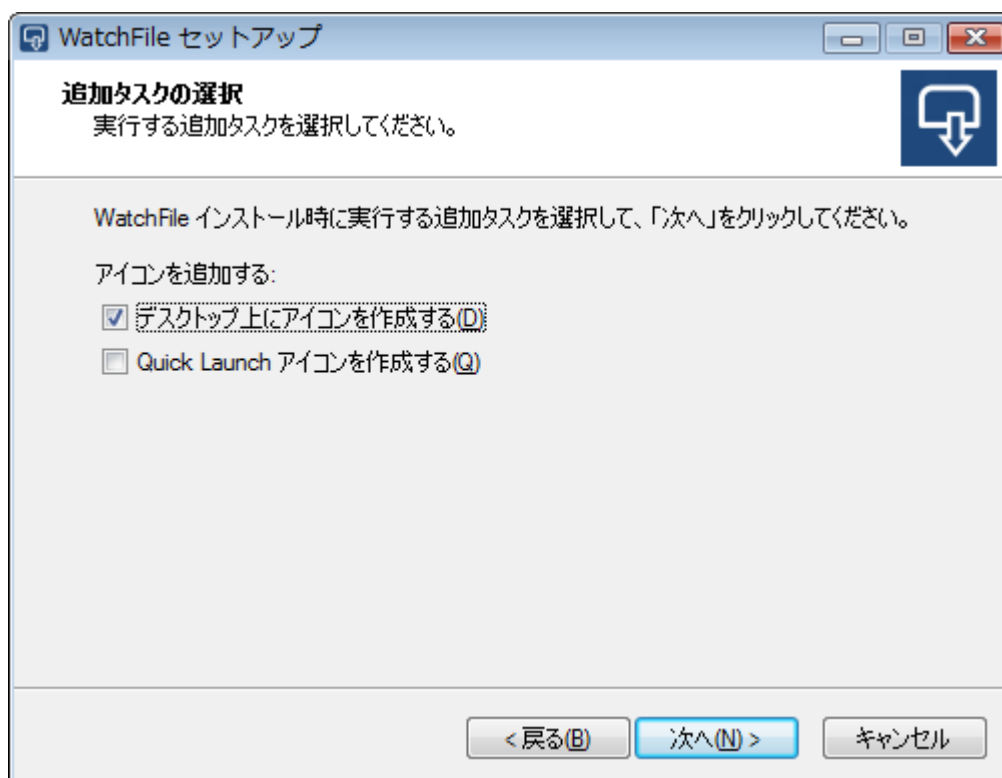 WatchFile セットアップ
追加タスクの選択
実行する追加タスクを選択してください。
WatchFile インストール時に実行する追加タスクを選択して、「次へ」をクリックしてください。
アイコンを追加する:
デスクトップ上にアイコンを作成する(D)
Quick Launch アイコンを作成する(Q)
< 戻る(B)
次へ(N) >
キャンセル